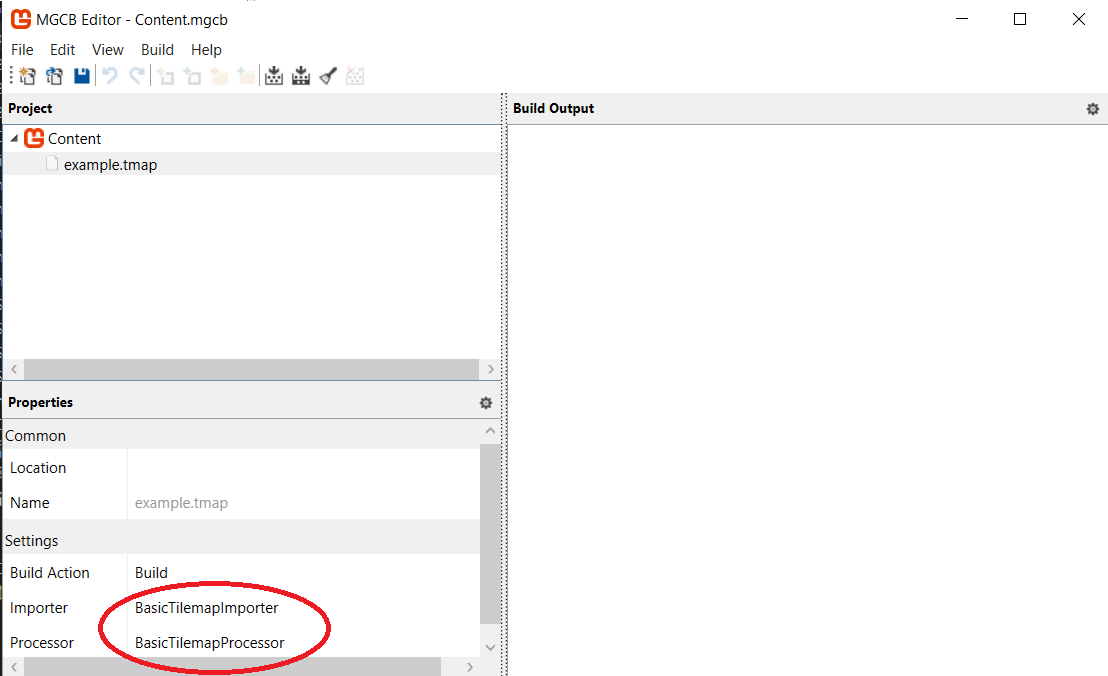 MGCB Editor - Content.mgcb
File Edit View Build Help
Project
Content
example.tmap
Properties
Common
Location
Name example.tmap
Settings
Build Action Build
Importer BasicTilemapImporter
Processor BasicTilemapProcessor
Build Output